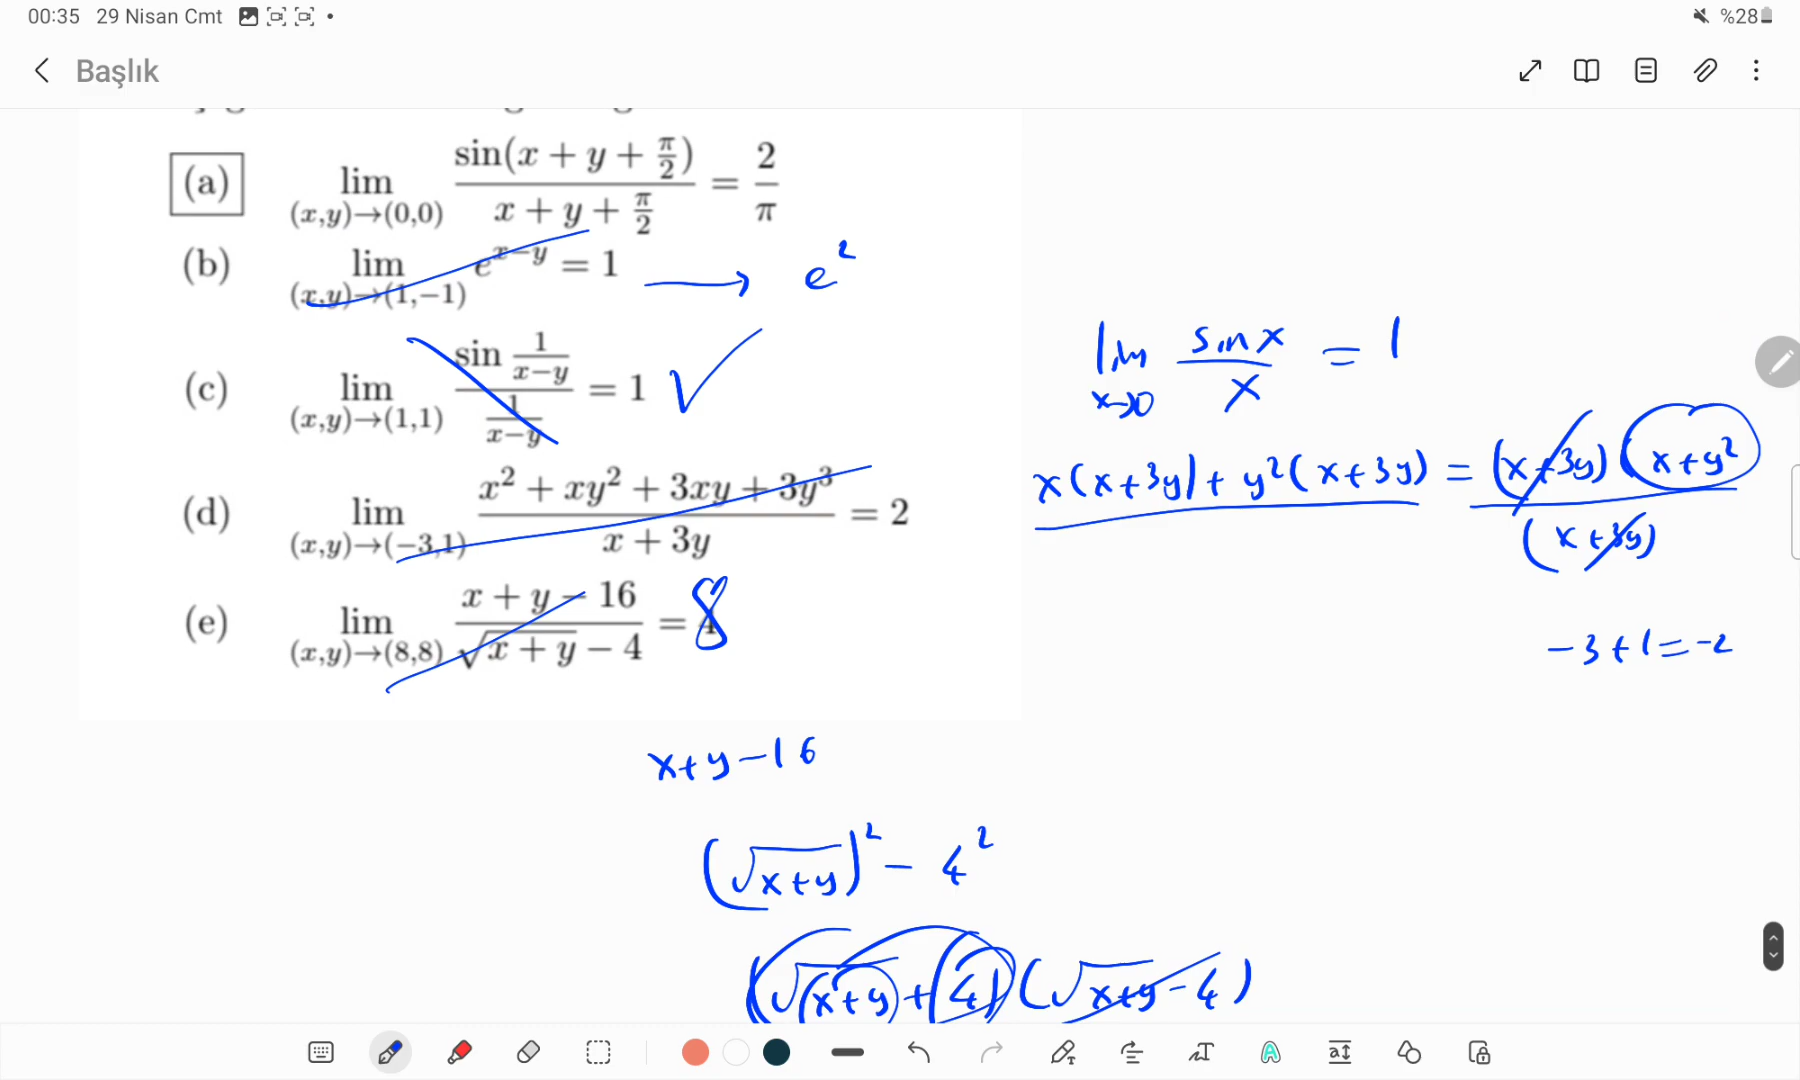 00:35 29 Nisan Cmt %28
Başlık
(a) lim (x,y)→(0,0) sin(x + y + π/2) / (x + y + π/2) = 2/π
(b) lim (x,y)→(1,−1) e^(x−y) = 1 → e^2
(c) lim (x,y)→(1,1) sin 1/(x−y) / (1/(x−y)) = 1 √
lim x→0 sin x / x = 1
(d) lim (x,y)→(−3,1) (x² + xy² + 3xy + 3y³) / (x + 3y) = 2
x(x+3y) + y²(x+3y) = (x+3y)(x+y²) / (x+3y)
(e) lim (x,y)→(8,8) (x + y − 16) / (√(x + y) − 4) = 8
−3+1=−2
x+y−16
(√(x+y))² − 4²
(√(x+y) + 4)(√(x+y) − 4)